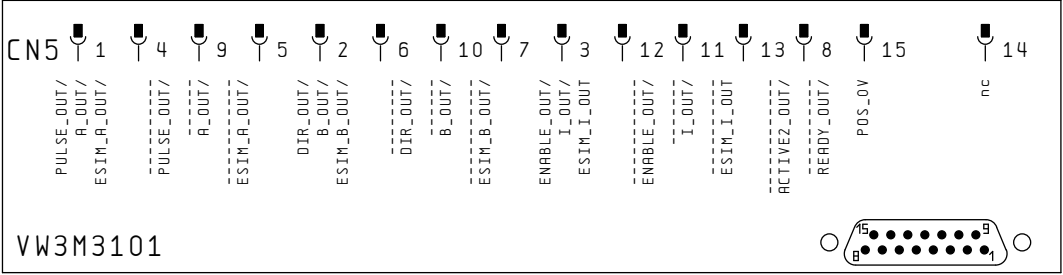 CN5 1 4 9 5 2 6 10 7 3 12 11 13 8 15 14
PULSE_OUT/
A_OUT/
ESIM_A_OUT/
PULSE_OUT/
A_OUT/
ESIM_A_OUT/
DIR_OUT/
B_OUT/
ESIM_B_OUT/
DIR_OUT/
B_OUT/
ESIM_B_OUT/
ENABLE_OUT/
I_OUT/
ESIM_I_OUT
ENABLE_OUT/
I_OUT/
ESIM_I_OUT
ACTIVE2_OUT/
READY_OUT/
POS_0V
nc
VW3M3101
15 9
8 1